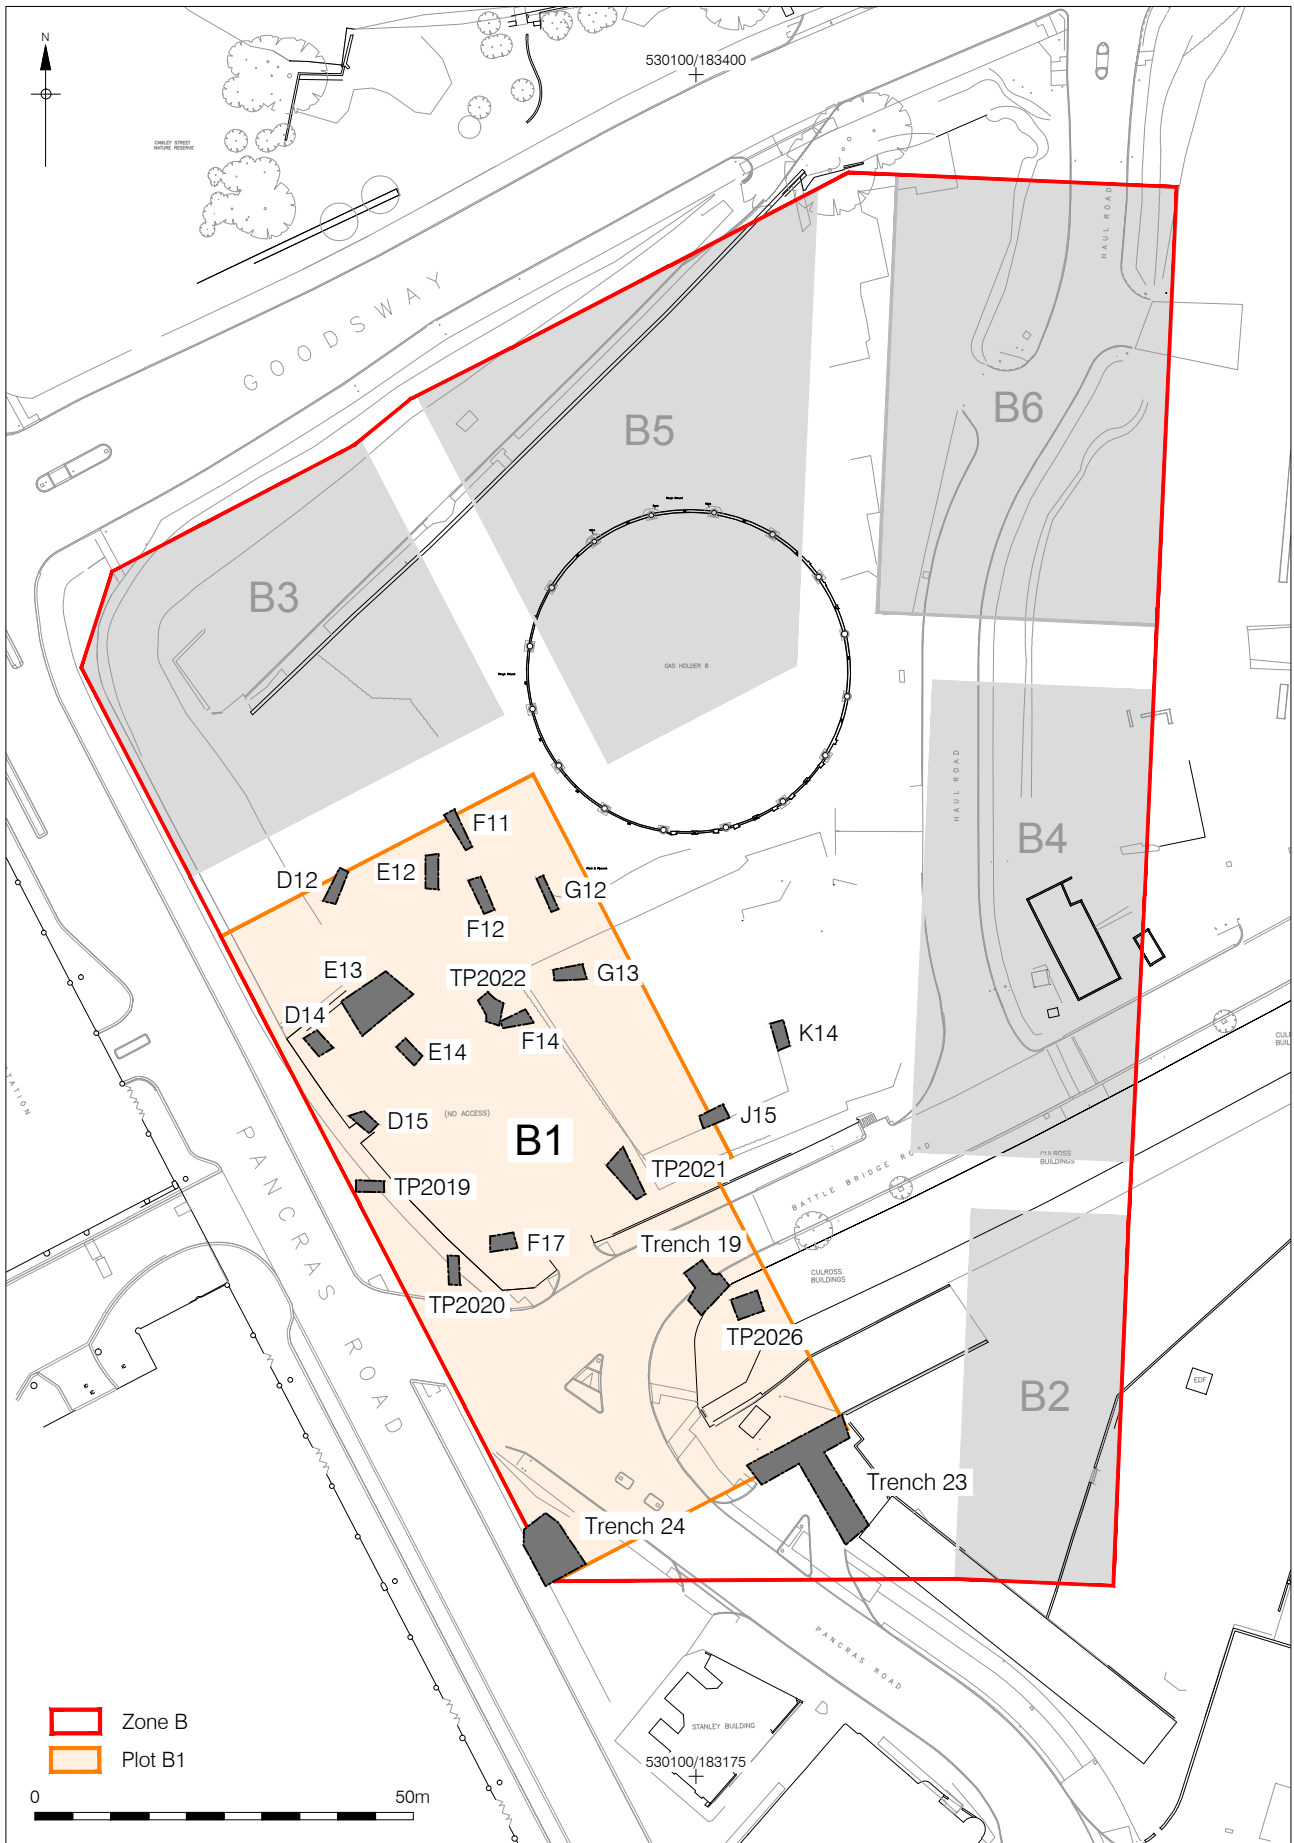 N
530100/183400
CAMLEY STREET
NATURE RESERVE
HAUL ROAD
GOODSWAY
B5
B6
B3
GAS HOLDER 8
HAUL ROAD
B4
F11
E12
D12
G12
F12
E13
TP2022
G13
D14
F14
K14
E14
(NO ACCESS)
D15
B1
J15
TP2021
CULROSS
BUILDINGS
BATTLE BRIDGE ROAD
TP2019
PANCRAS ROAD
F17
Trench 19
CULROSS
BUILDINGS
TP2020
TP2026
EDF
B2
Trench 23
Trench 24
PANCRAS ROAD
STANLEY BUILDING
530100/183175
Zone B
Plot B1
0 50m